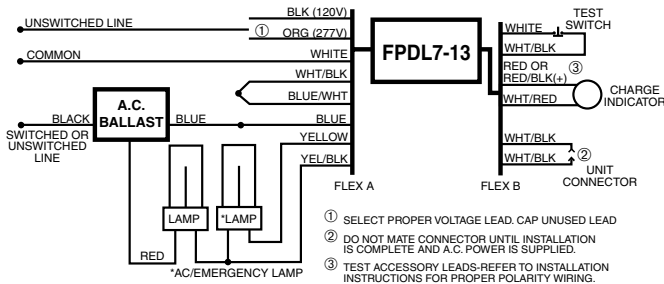 BLK (120V)
UNSWITCHED LINE
① ORG (277V)
COMMON
WHITE
WHT/BLK
BLUE/WHT
FPDL7-13
WHITE
TEST
SWITCH
WHT/BLK
RED OR
RED/BLK(+)
③
CHARGE
INDICATOR
WHT/RED
BLACK
A.C.
BALLAST
BLUE
BLUE
SWITCHED OR
UNSWITCHED
LINE
YELLOW
YEL/BLK
WHT/BLK
②
WHT/BLK
UNIT
CONNECTOR
FLEX A
FLEX B
LAMP
*LAMP
RED
*AC/EMERGENCY LAMP
① SELECT PROPER VOLTAGE LEAD. CAP UNUSED LEAD
② DO NOT MATE CONNECTOR UNTIL INSTALLATION
IS COMPLETE AND A.C. POWER IS SUPPLIED.
③ TEST ACCESSORY LEADS-REFER TO INSTALLATION
INSTRUCTIONS FOR PROPER POLARITY WIRING.